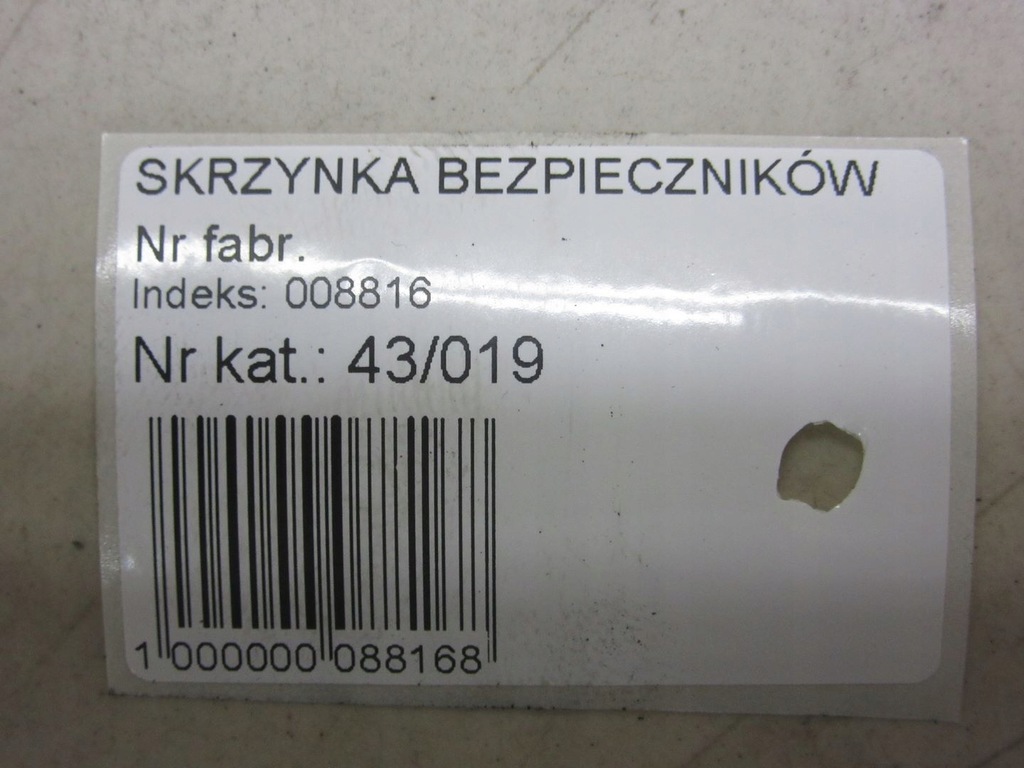 SKRZYNKA BEZPIECZNIKÓW
Nr fabr.
Indeks: 008816
Nr kat.: 43/019
1 000000 088168